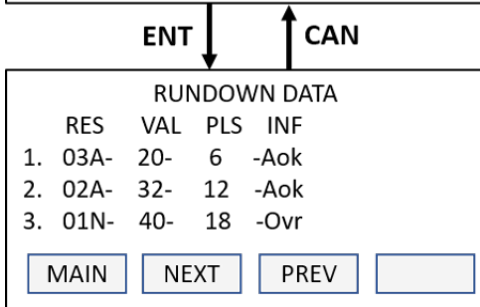 ENT CAN
RUNDOWN DATA
RES VAL PLS INF
1. 03A- 20- 6 -Aok
2. 02A- 32- 12 -Aok
3. 01N- 40- 18 -Ovr
MAIN NEXT PREV